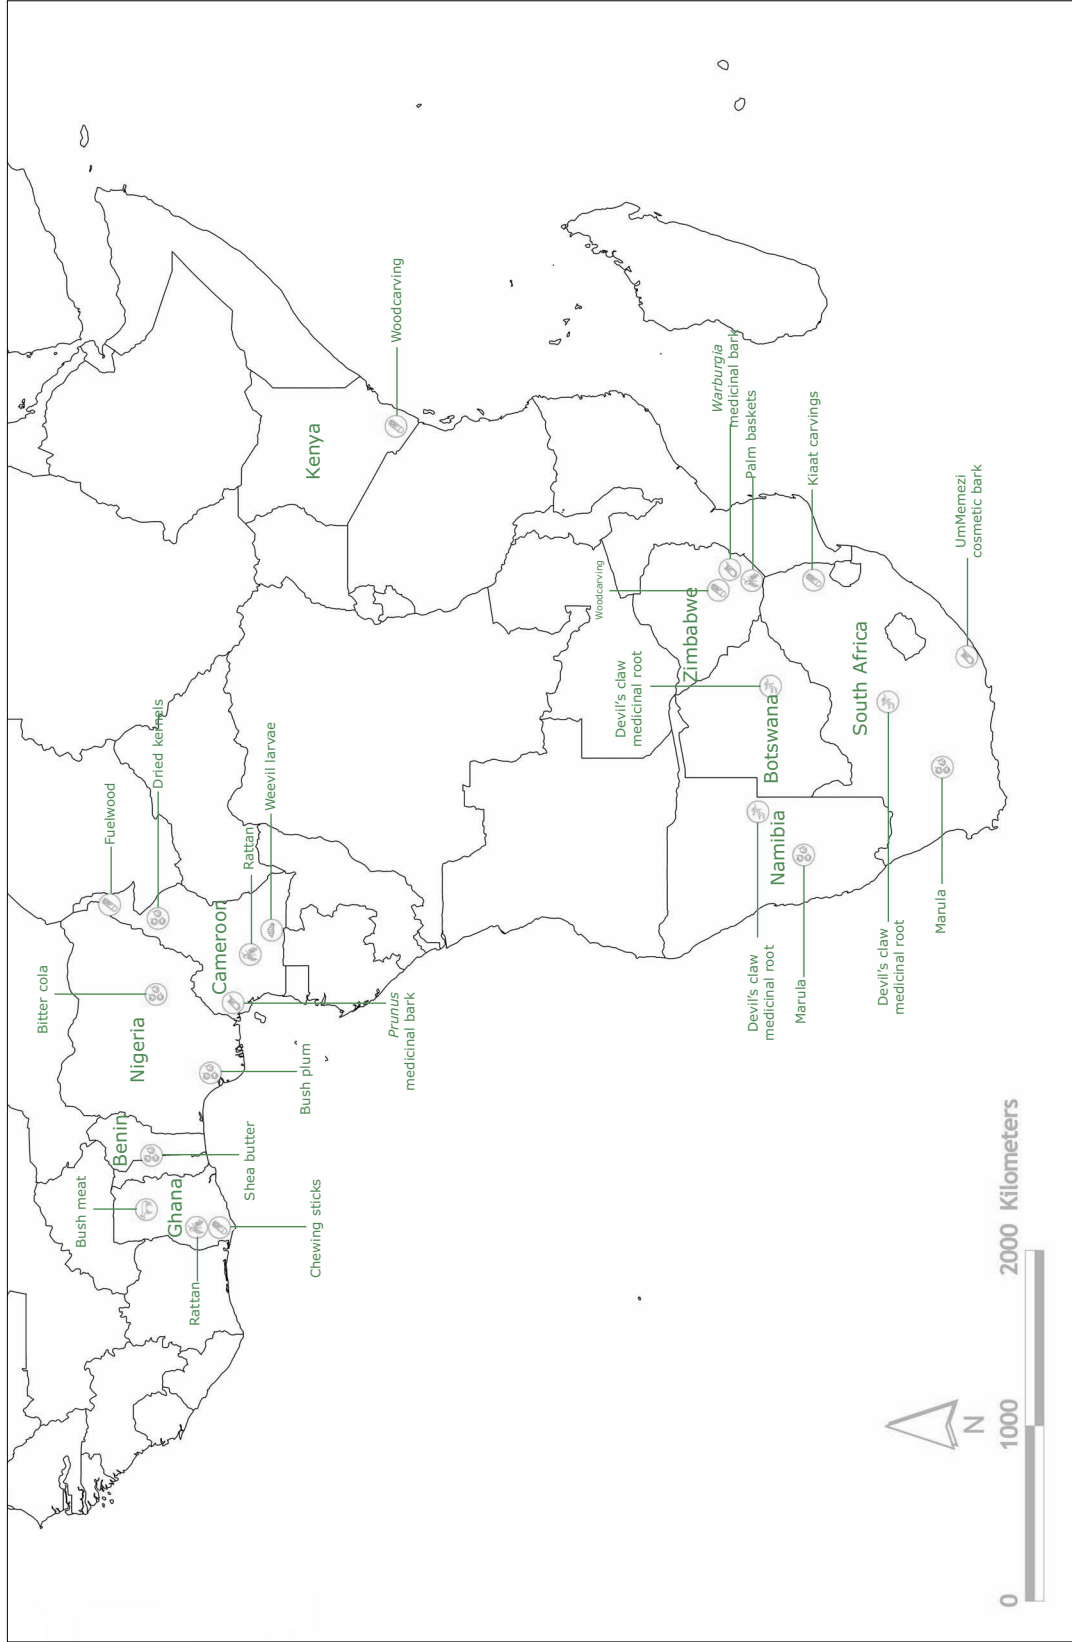 Bitter cola
Fuelwood
Dried kernels
Nigeria
Cameroon
Rattan
Weevil larvae
Bush meat
Benin
Ghana
Rattan
Shea butter
Chewing sticks
Bush plum
Prunus
medicinal bark
Kenya
Woodcarving
Woodcarving
Devil's claw
medicinal root
Zimbabwe
Warburgia
medicinal bark
Palm baskets
Botswana
Devil's claw
medicinal root
Namibia
Marula
Kiaat carvings
South Africa
Devil's claw
medicinal root
Marula
UmMemezi
cosmetic bark
N
0 1000 2000 Kilometers